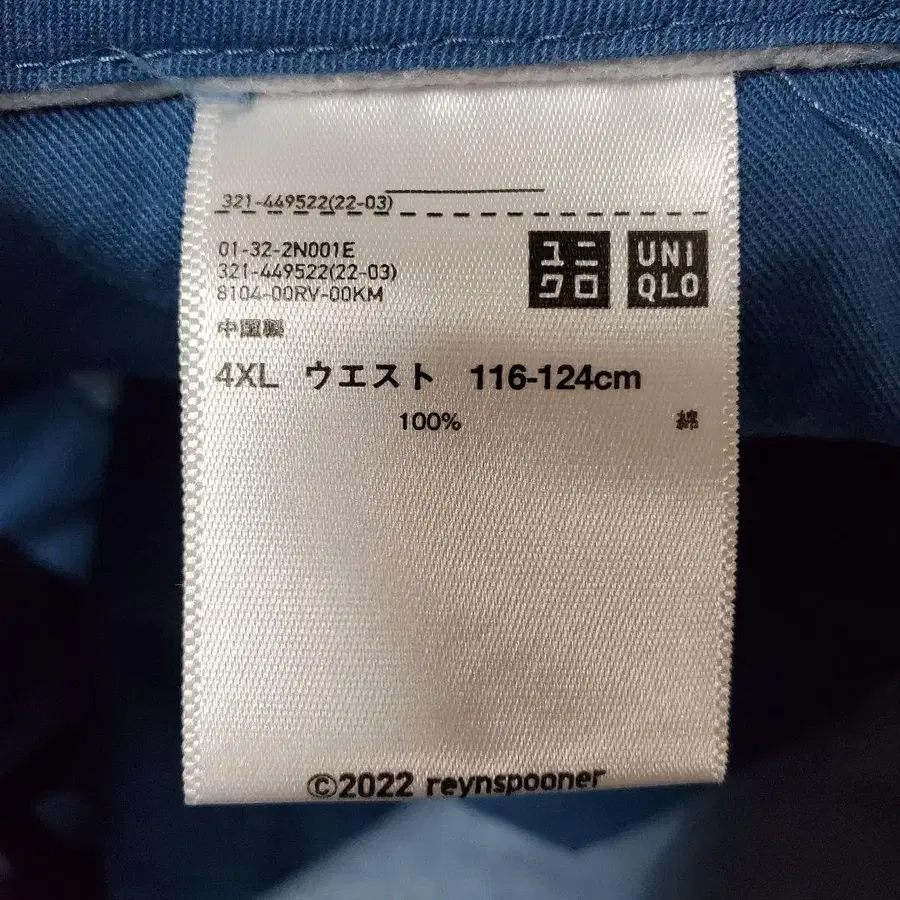 321-449522(22-03)
01-32-2N001E
321-449522(22-03)
8104-00RV-00KM
ユニクロ
UNIQLO
中国製
4XL ウエスト 116-124cm
100% 綿
©2022 reynspooner